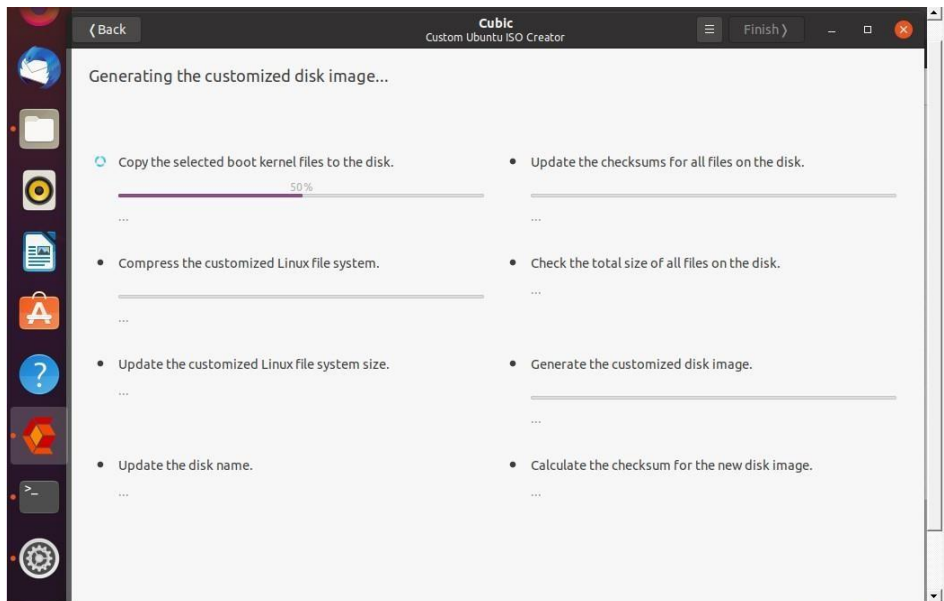 Back
Cubic
Custom Ubuntu ISO Creator
Finish
Generating the customized disk image...
Copy the selected boot kernel files to the disk.
50%
...
Compress the customized Linux file system.
...
Update the customized Linux file system size.
...
Update the disk name.
...
Update the checksums for all files on the disk.
...
Check the total size of all files on the disk.
...
Generate the customized disk image.
...
Calculate the checksum for the new disk image.
...